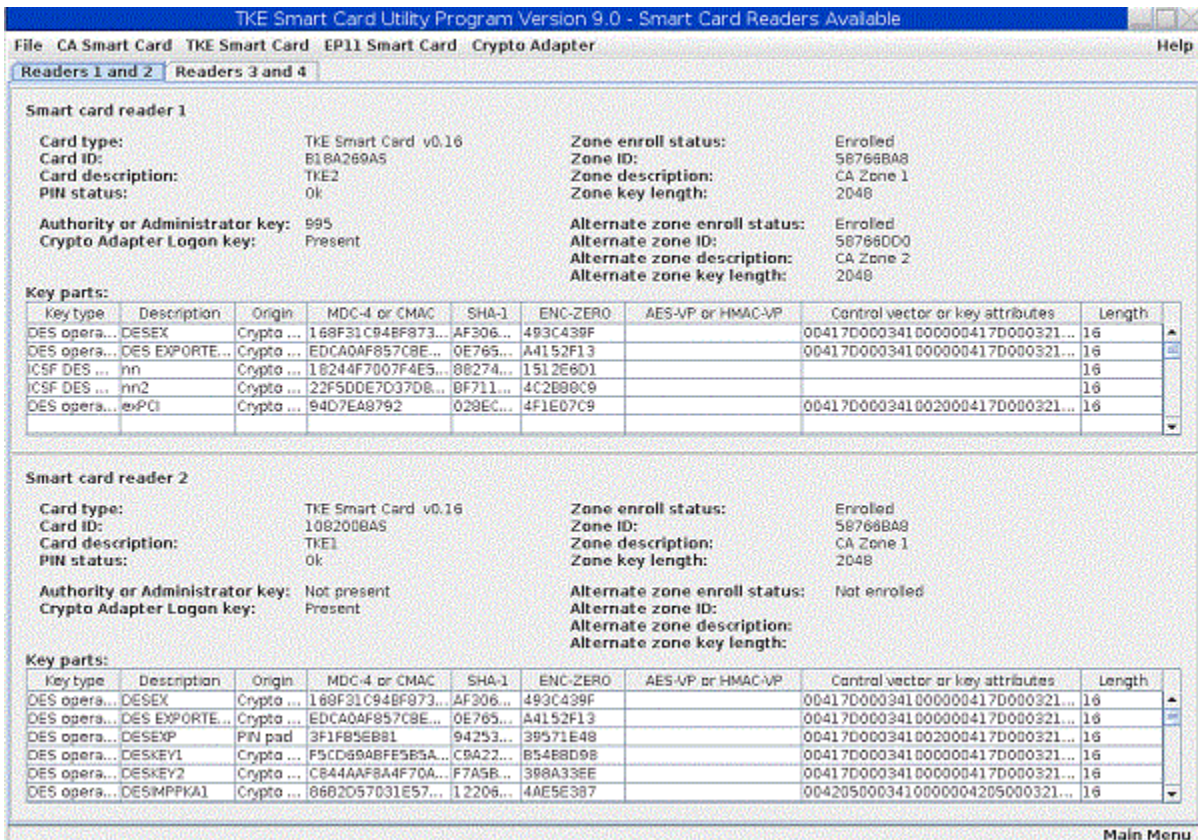 TKE Smart Card Utility Program Version 9.0 - Smart Card Readers Available
File CA Smart Card TKE Smart Card EP11 Smart Card Crypto Adapter Help
Readers 1 and 2 Readers 3 and 4
Smart card reader 1
Card type: TKE Smart Card v0.16 Zone enroll status: Enrolled
Card ID: B18A269AS Zone ID: 58766BA8
Card description: TKE2 Zone description: CA Zone 1
PIN status: Ok Zone key length: 2048
Authority or Administrator key: 995 Alternate zone enroll status: Enrolled
Crypto Adapter Logon key: Present Alternate zone ID: 58766DD0
Alternate zone description: CA Zone 2
Alternate zone key length: 2048
Key parts:
Key type Description Origin MDC-4 or CMAC SHA-1 ENC-ZERO AES-VP or HMAC-VP Control vector or key attributes Length
DES opera... DESEX Crypto ... 168F31C94BF873... AF306... 493C439F 00417D000341000000417D000321... 16
DES opera... DES EXPORTE... Crypto ... EDCA0AF857C8E... 0E765... A4152F13 00417D000341000000417D000321... 16
ICSF DES ... nn Crypto ... 18244F7007F4E5... 88274... 1512E6D1 16
ICSF DES ... nn2 Crypto ... 22F5DDE7D37D8... BF711... 4C2B88C9 16
DES opera... exPCI Crypto ... 94D7EA8792 028EC... 4F1E07C9 00417D000341002000417D000321... 16
Smart card reader 2
Card type: TKE Smart Card v0.16 Zone enroll status: Enrolled
Card ID: 1082008AS Zone ID: 58766BA8
Card description: TKE1 Zone description: CA Zone 1
PIN status: Ok Zone key length: 2048
Authority or Administrator key: Not present Alternate zone enroll status: Not enrolled
Crypto Adapter Logon key: Present Alternate zone ID:
Alternate zone description:
Alternate zone key length:
Key parts:
Key type Description Origin MDC-4 or CMAC SHA-1 ENC-ZERO AES-VP or HMAC-VP Control vector or key attributes Length
DES opera... DESEX Crypto ... 168F31C94BF873... AF306... 493C439F 00417D000341000000417D000321... 16
DES opera... DES EXPORTE... Crypto ... EDCA0AF857C8E... 0E765... A4152F13 00417D000341000000417D000321... 16
DES opera... DESEXP PIN pad 3F1FB5EB81 94253... 39571E48 00417D000341002000417D000321... 16
DES opera... DESKEY1 Crypto ... F5CD69ABFE5B5A... C9A22... B54BBD98 00417D000341000000417D000321... 16
DES opera... DESKEY2 Crypto ... CB44AAF8A4F70A... F7A5B... 398A33EE 00417D000341000000417D000321... 16
DES opera... DESIMPPKA1 Crypto ... 86B2D57031E57... 12206... 4AE5E387 0042050003410000004205000321... 16
Main Menu